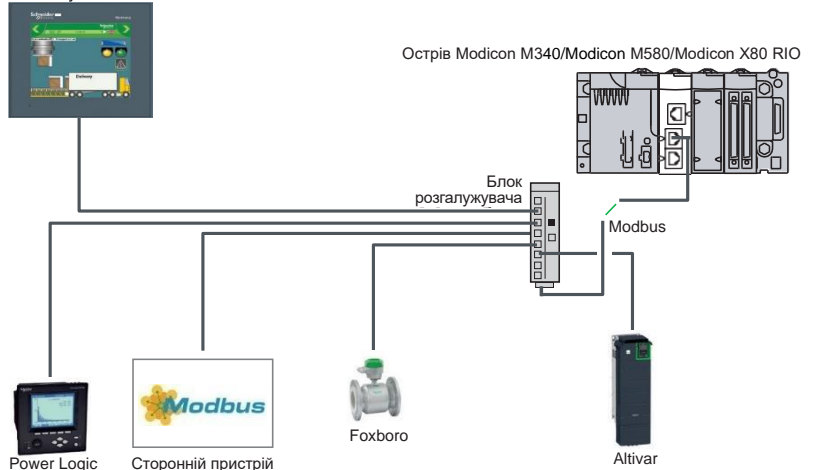 Schneider
Острів Modicon M340/Modicon M580/Modicon X80 RIO
Delivery
Блок
розгалужувача
Modbus
Modbus
Foxboro
Power Logic
Сторонній пристрій
Altivar